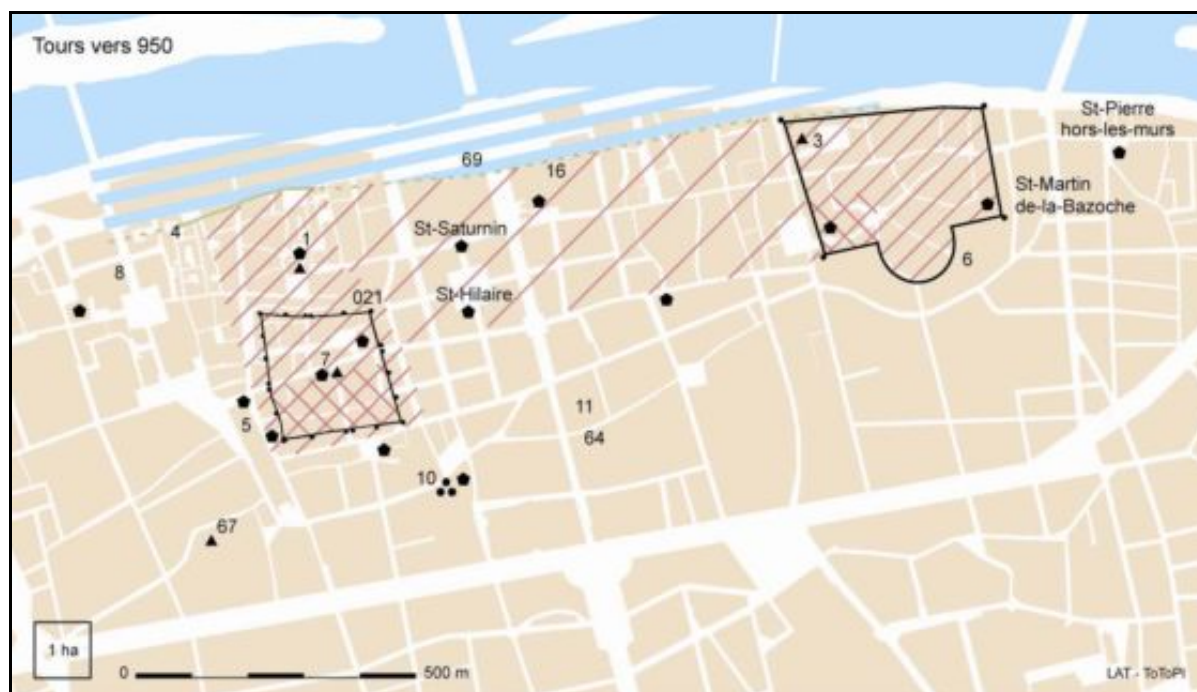 Tours vers 950
St-Pierre
hors-les-murs
3
69
16
St-Martin
de-la-Bazoche
4
1
St-Saturnin
6
8
St-Hilaire
021
7
11
5
64
10
67
1 ha
0
500 m
LAT - ToToPI